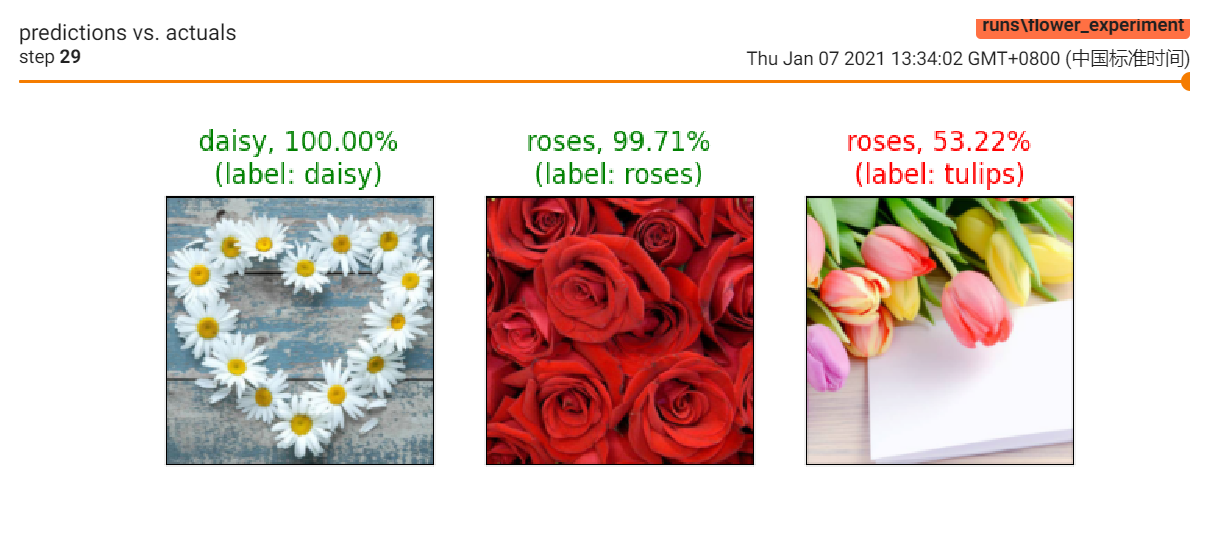 predictions vs. actuals
runs\flower_experiment
step 29
Thu Jan 07 2021 13:34:02 GMT+0800 (中国标准时间)
daisy, 100.00%
(label: daisy)
roses, 99.71%
(label: roses)
roses, 53.22%
(label: tulips)